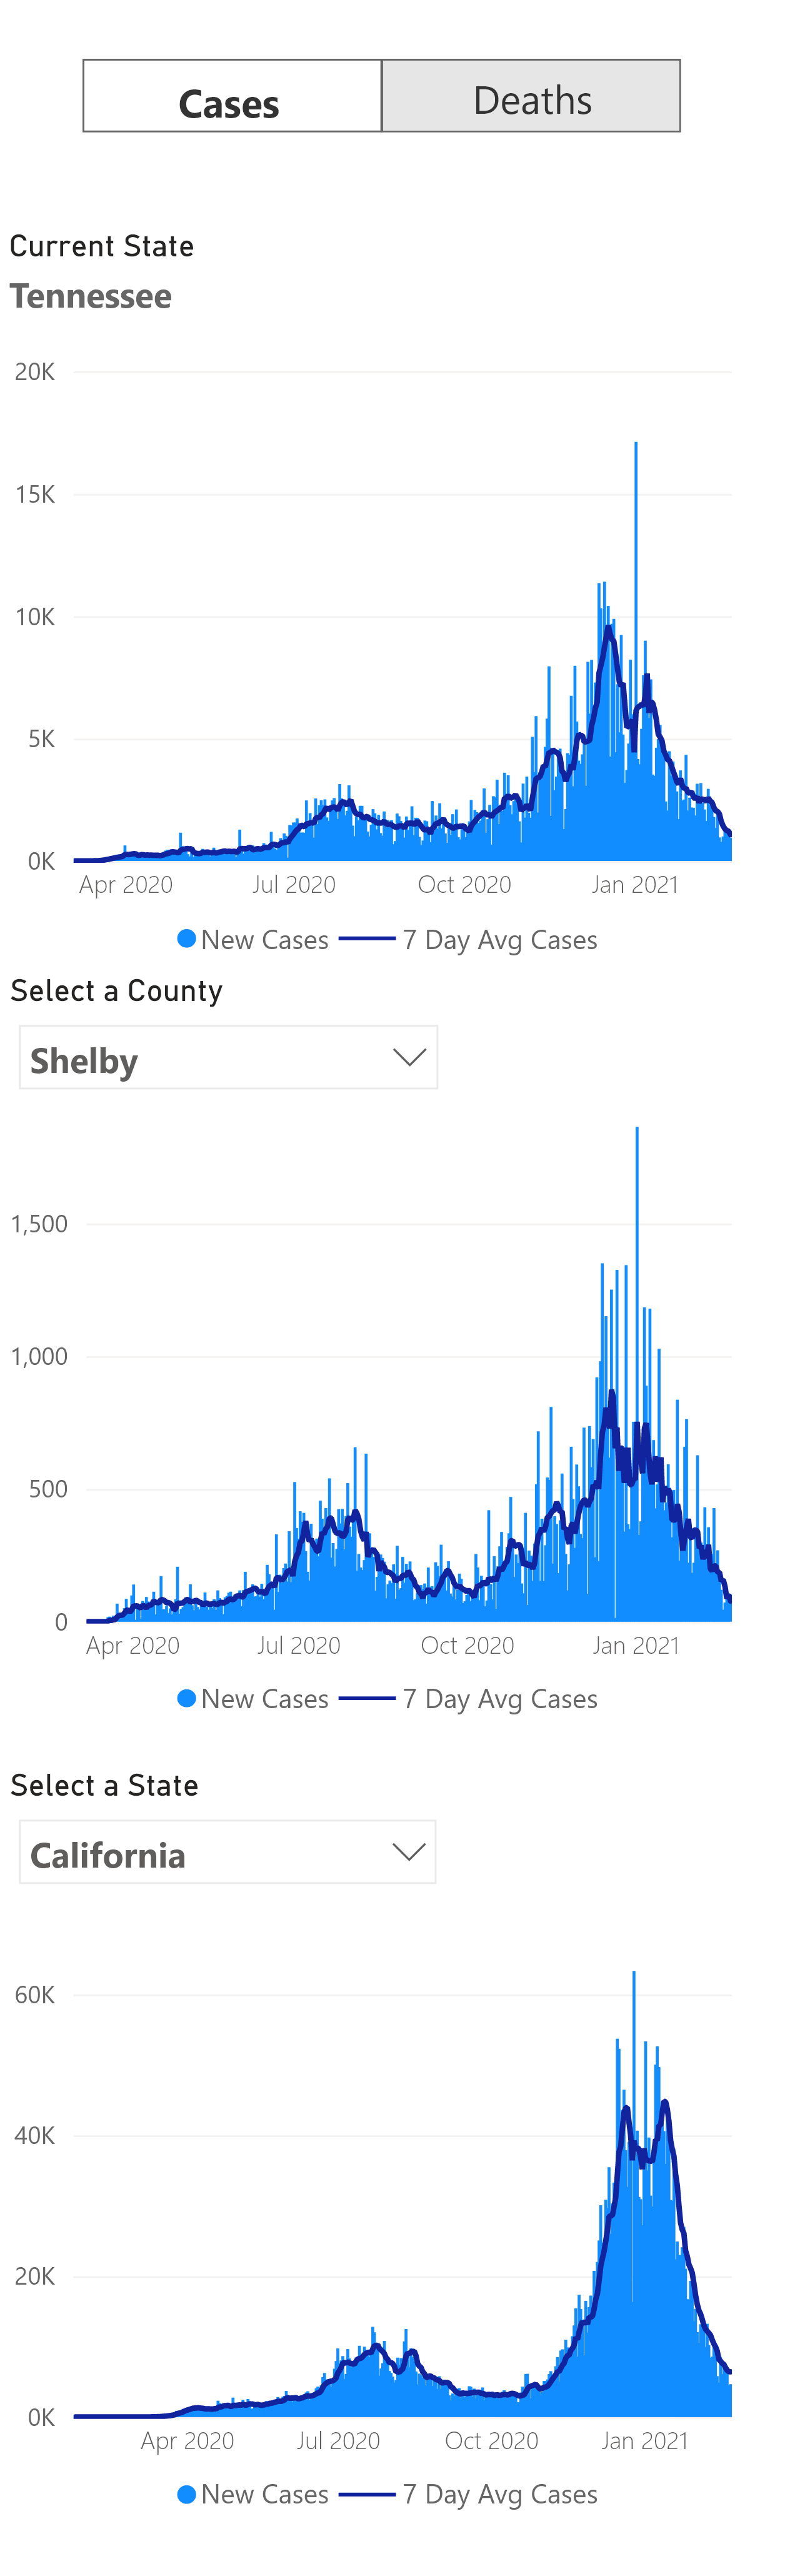 Cases Deaths
Current State
Tennessee
20K
15K
10K
5K
0K
Apr 2020 Jul 2020 Oct 2020 Jan 2021
New Cases 7 Day Avg Cases
Select a County
Shelby
1,500
1,000
500
0
Apr 2020 Jul 2020 Oct 2020 Jan 2021
New Cases 7 Day Avg Cases
Select a State
California
60K
40K
20K
0K
Apr 2020 Jul 2020 Oct 2020 Jan 2021
New Cases 7 Day Avg Cases